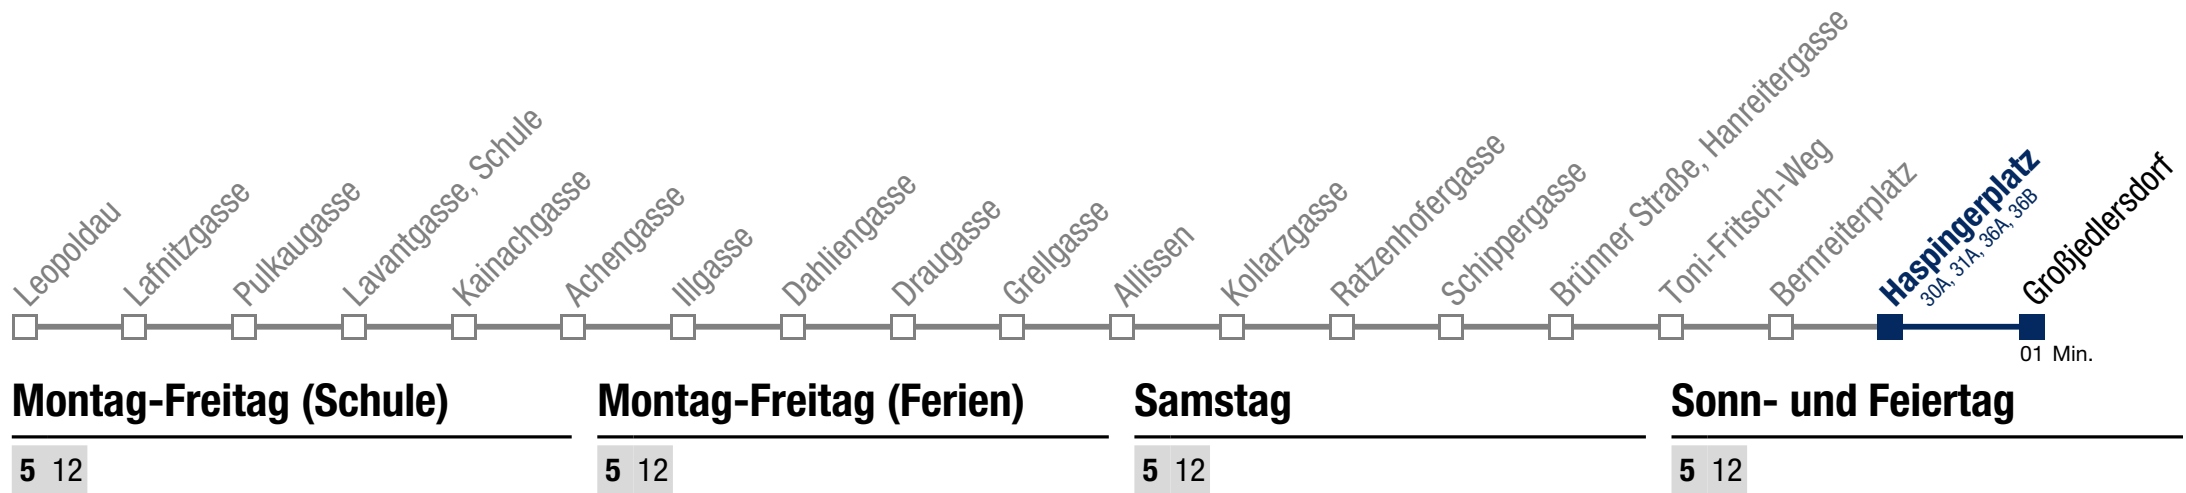 Leopoldau
Lafnitzgasse
Pulkaugasse
Lavantgasse, Schule
Kainachgasse
Achengasse
Illgasse
Dahliengasse
Draugasse
Grellgasse
Allissen
Kollarzgasse
Ratzenhofergasse
Schippergasse
Brünner Straße, Hanreitergasse
Toni-Fritsch-Weg
Bernreiterplatz
Haspingerplatz
30A, 31A, 36A, 36B
Großjedlersdorf
01 Min.
Montag-Freitag (Schule)
5 12
Montag-Freitag (Ferien)
5 12
Samstag
5 12
Sonn- und Feiertag
5 12